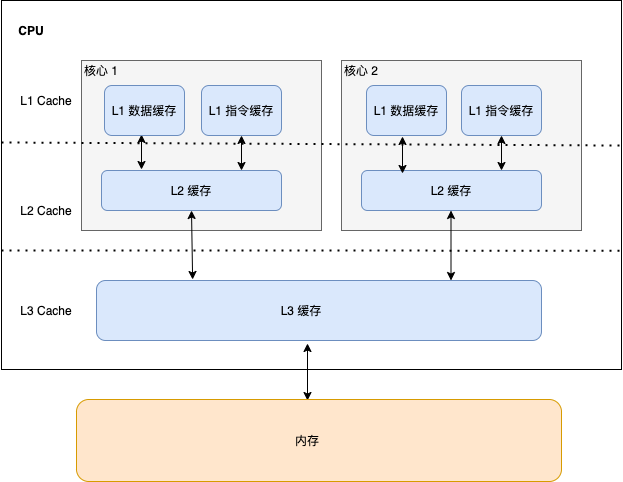 CPU
核心 1
核心 2
L1 Cache
L1 数据缓存
L1 指令缓存
L1 数据缓存
L1 指令缓存
L2 Cache
L2 缓存
L2 缓存
L3 Cache
L3 缓存
内存